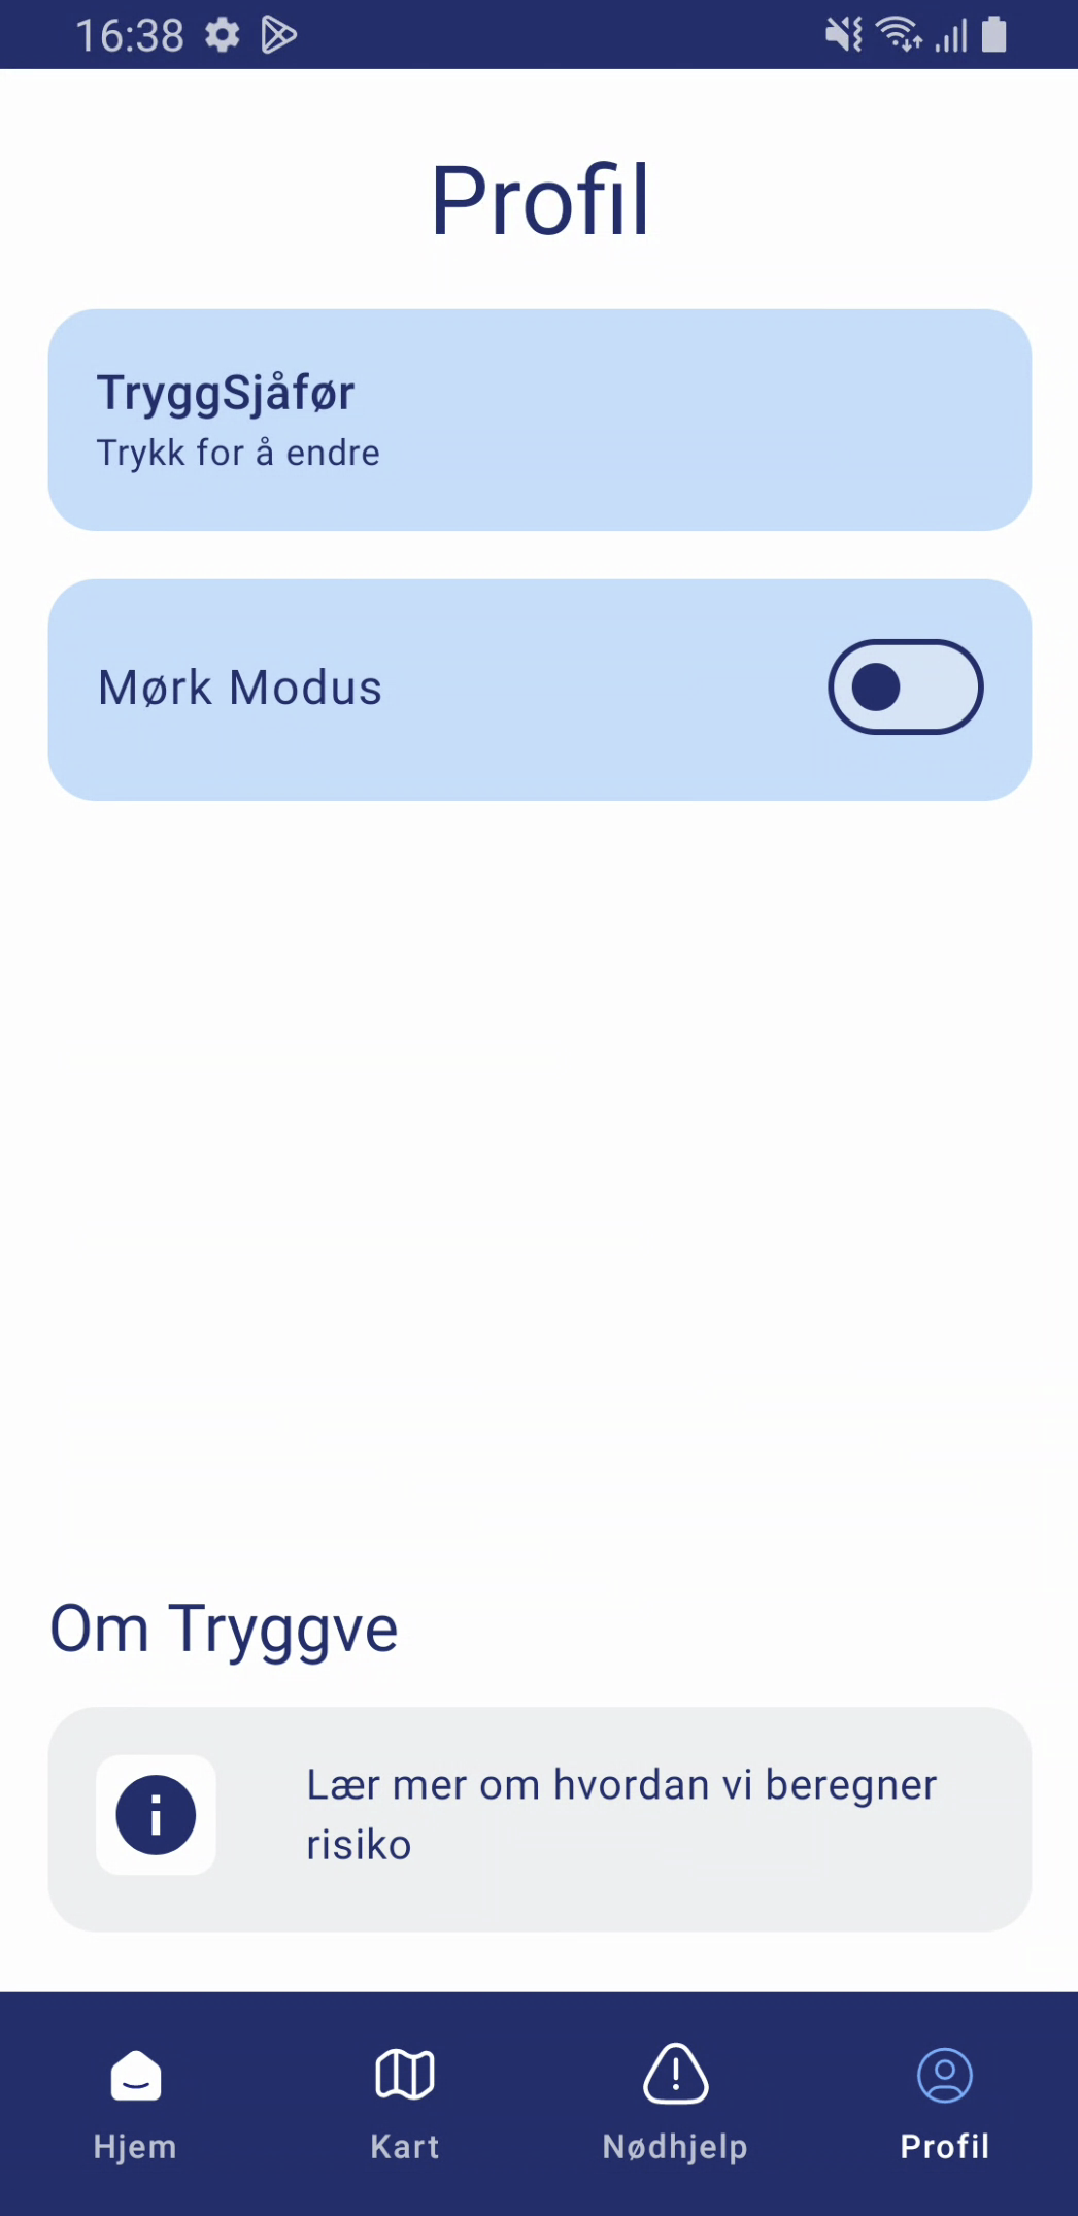 16:38
Profil
TryggSjåfør
Trykk for å endre
Mørk Modus
Om Tryggve
Lær mer om hvordan vi beregner
risiko
Hjem
Kart
Nødhjelp
Profil